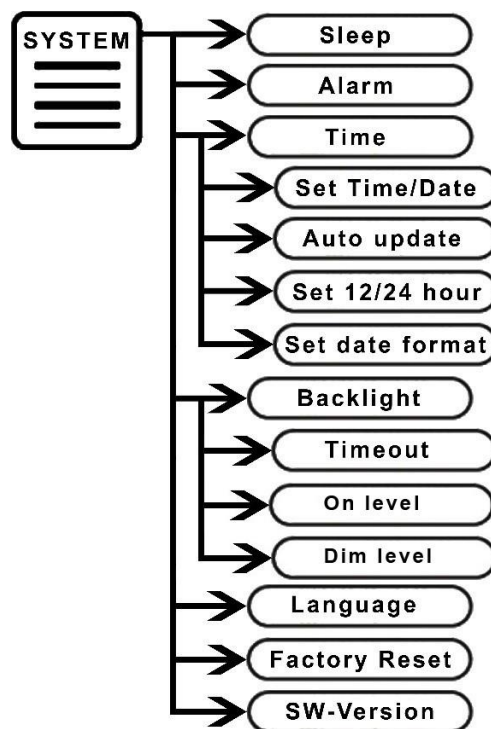 SYSTEM
Sleep
Alarm
Time
Set Time/Date
Auto update
Set 12/24 hour
Set date format
Backlight
Timeout
On level
Dim level
Language
Factory Reset
SW-Version